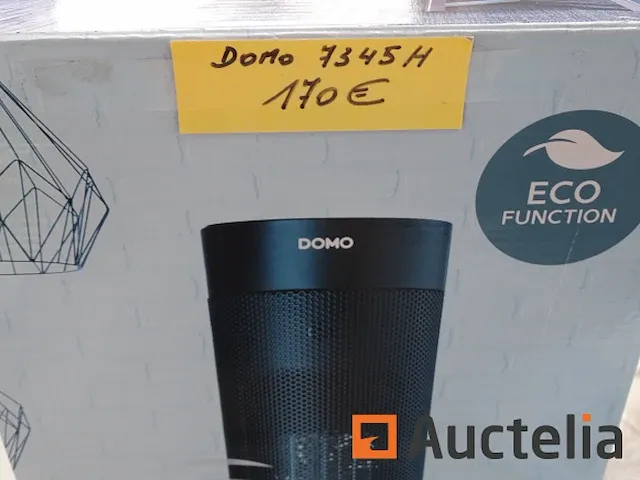 DOMO 7345H
170€
ECO
FUNCTION
DOMO
Auctelia